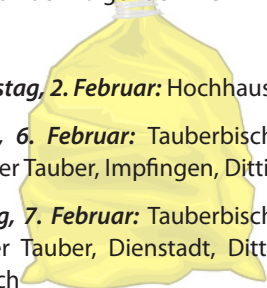 stag, 2. Februar: Hochhaus
, 6. Februar: Tauberbisch
er Tauber, Impfingen, Ditti
g, 7. Februar: Tauberbisch
er Tauber, Dienstadt, Ditt
ch